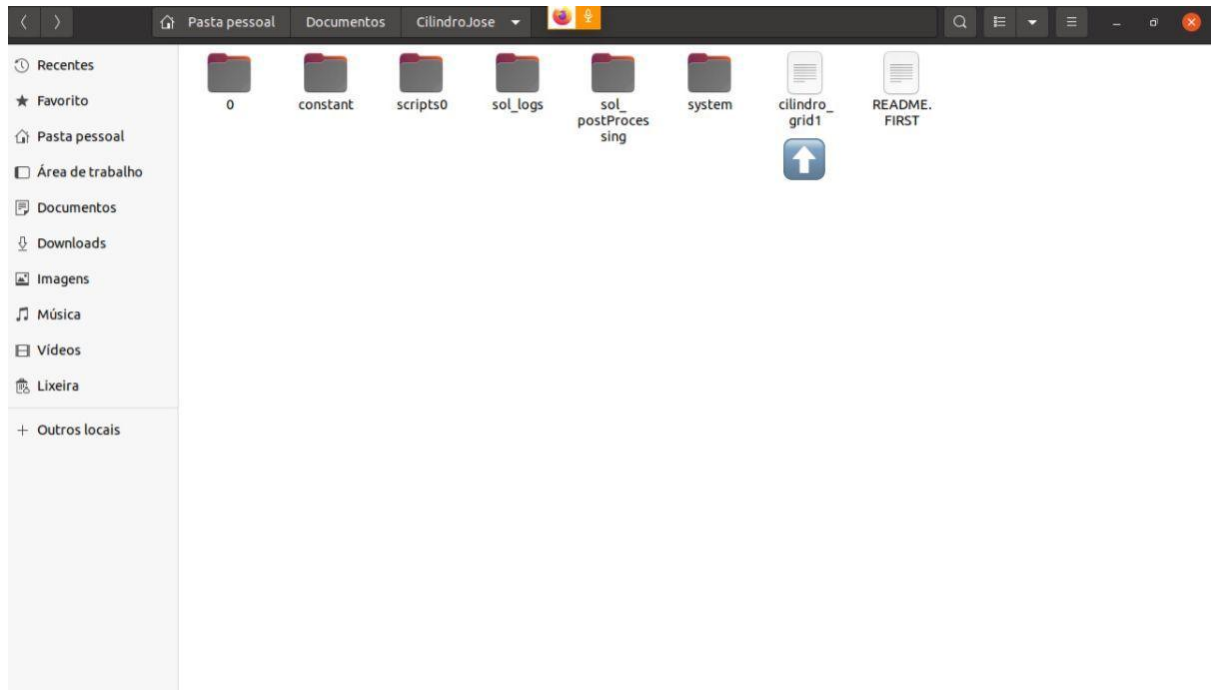 Pasta pessoal Documentos CilindroJose
Recentes
Favorito
Pasta pessoal
Área de trabalho
Documentos
Downloads
Imagens
Música
Vídeos
Lixeira
+ Outros locais
0 constant scripts0 sol_logs sol_ system cilindro_ README.
postProces grid1 FIRST
sing